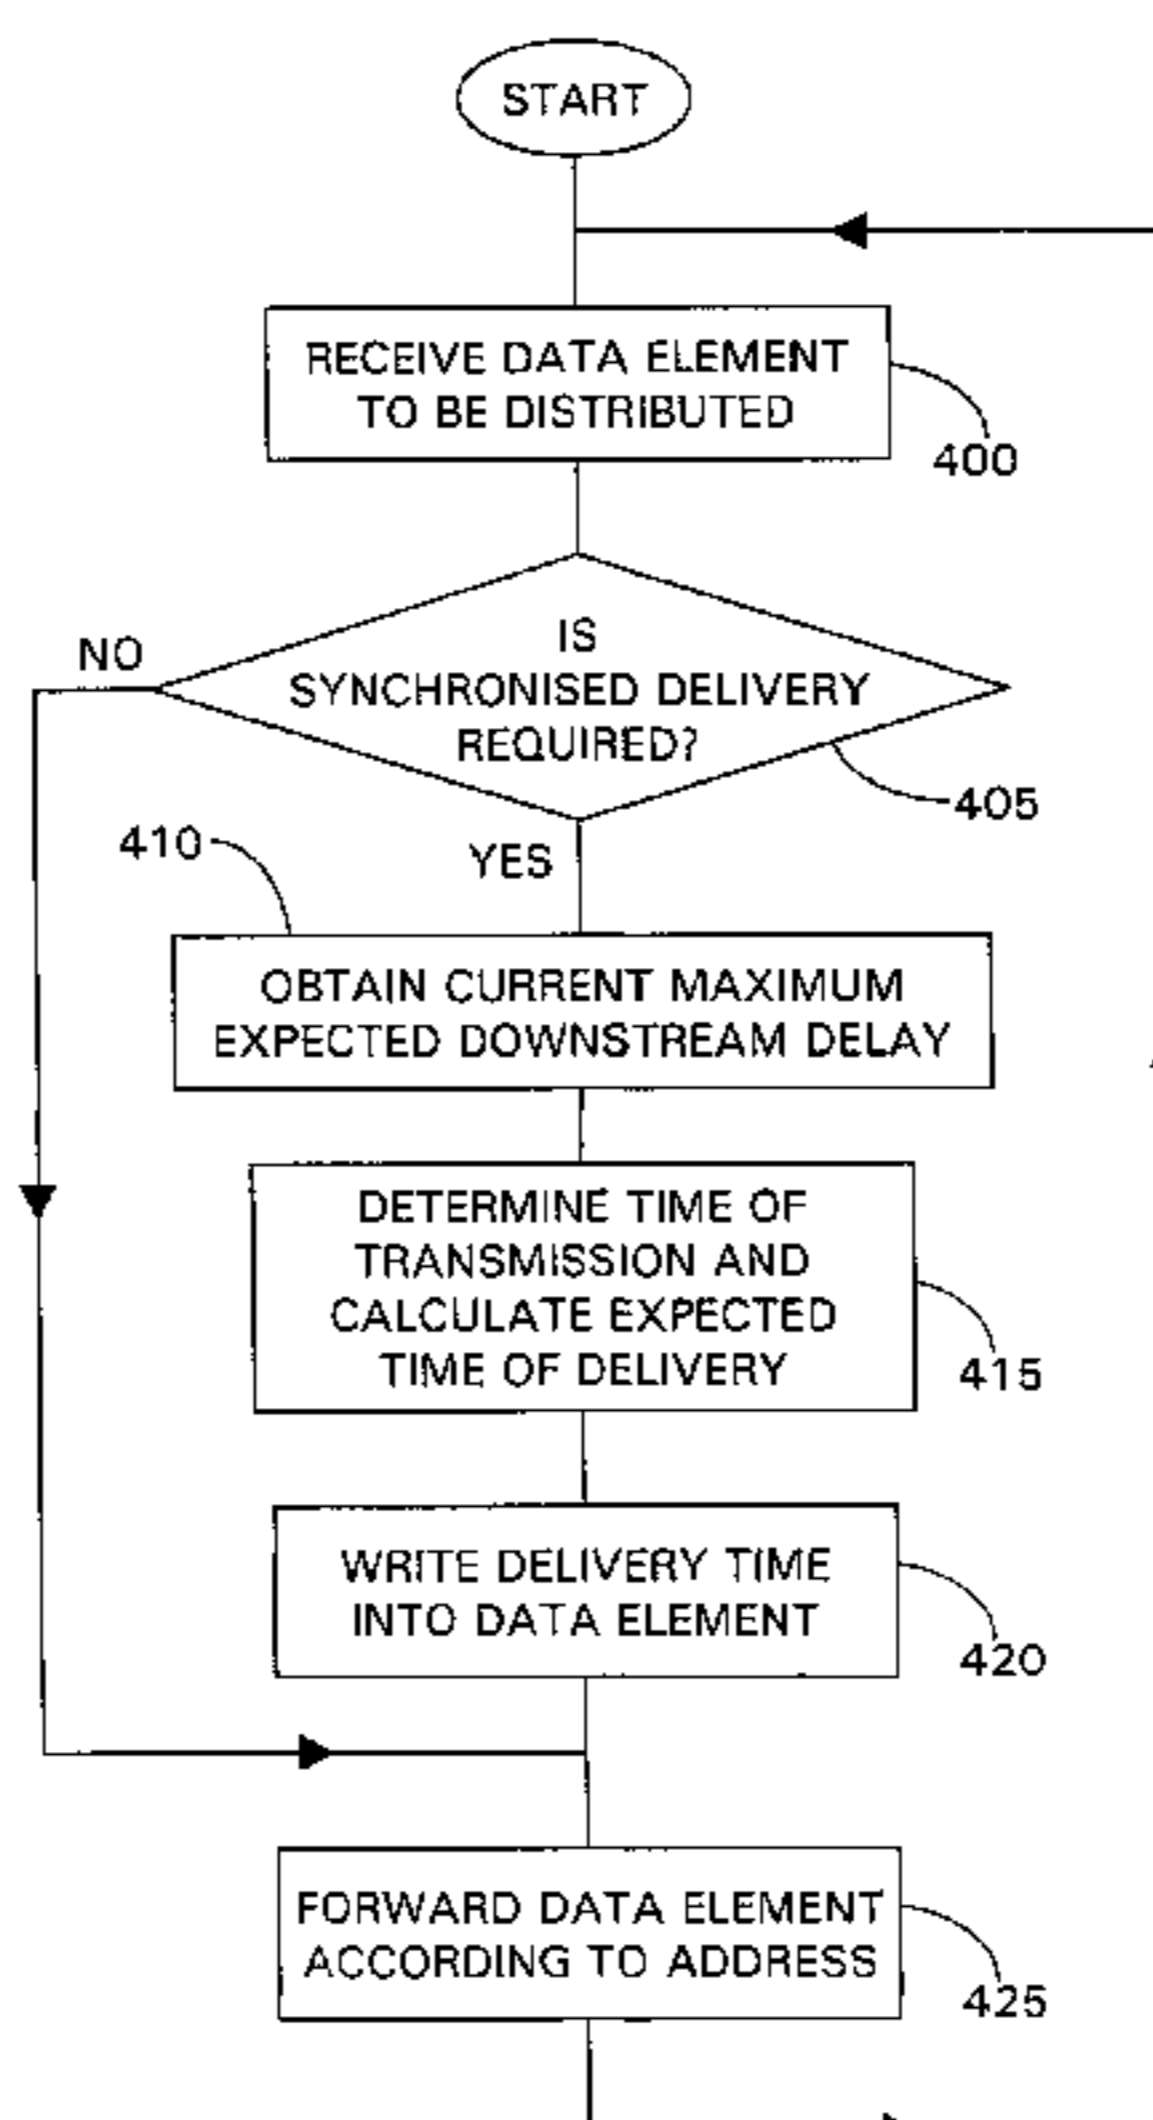 START
RECEIVE DATA ELEMENT
TO BE DISTRIBUTED
400
IS
SYNCHRONISED DELIVERY
REQUIRED?
NO
405
YES
410
OBTAIN CURRENT MAXIMUM
EXPECTED DOWNSTREAM DELAY
DETERMINE TIME OF
TRANSMISSION AND
CALCULATE EXPECTED
TIME OF DELIVERY
415
WRITE DELIVERY TIME
INTO DATA ELEMENT
420
FORWARD DATA ELEMENT
ACCORDING TO ADDRESS
425